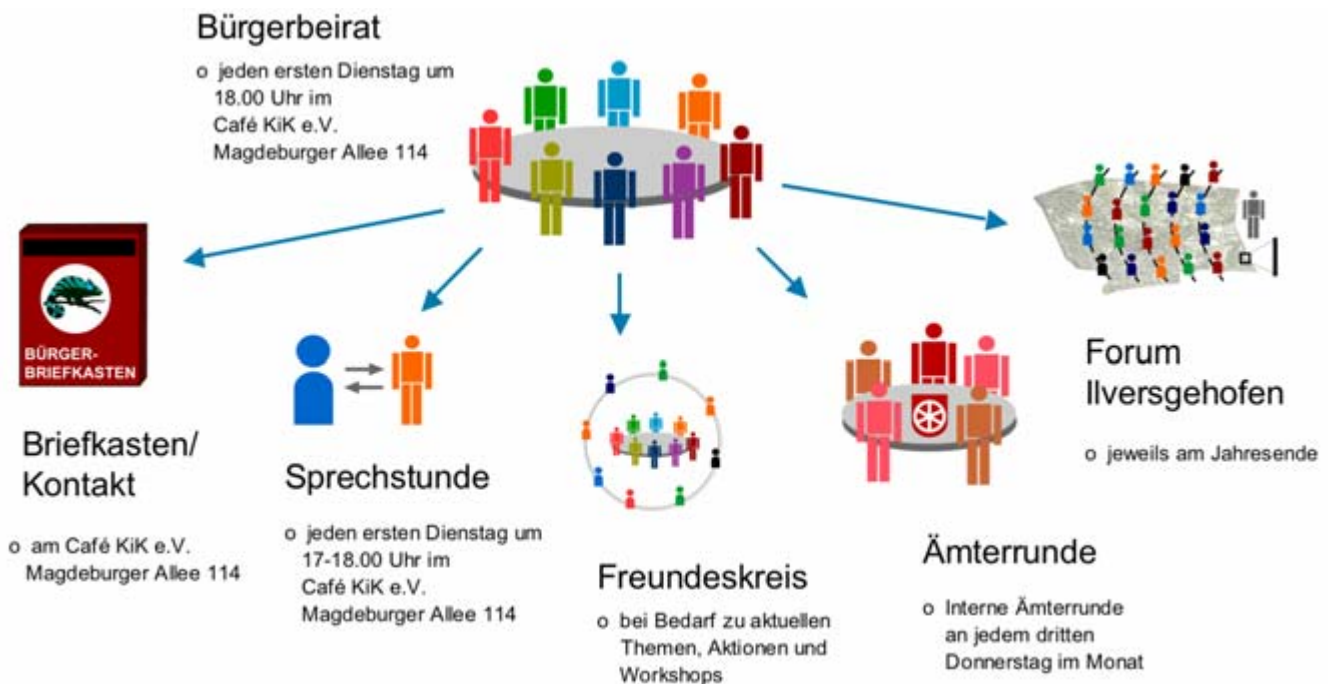 Bürgerbeirat
o jeden ersten Dienstag um
18.00 Uhr im
Café KiK e.V.
Magdeburger Allee 114
BÜRGER-
BRIEFKASTEN
Briefkasten/
Kontakt
o am Café KiK e.V.
Magdeburger Allee 114
Sprechstunde
o jeden ersten Dienstag um
17-18.00 Uhr im
Café KiK e.V.
Magdeburger Allee 114
Freundeskreis
o bei Bedarf zu aktuellen
Themen, Aktionen und
Workshops
Ämterrunde
o Interne Ämterrunde
an jedem dritten
Donnerstag im Monat
Forum
Ilversgehofen
o jeweils am Jahresende